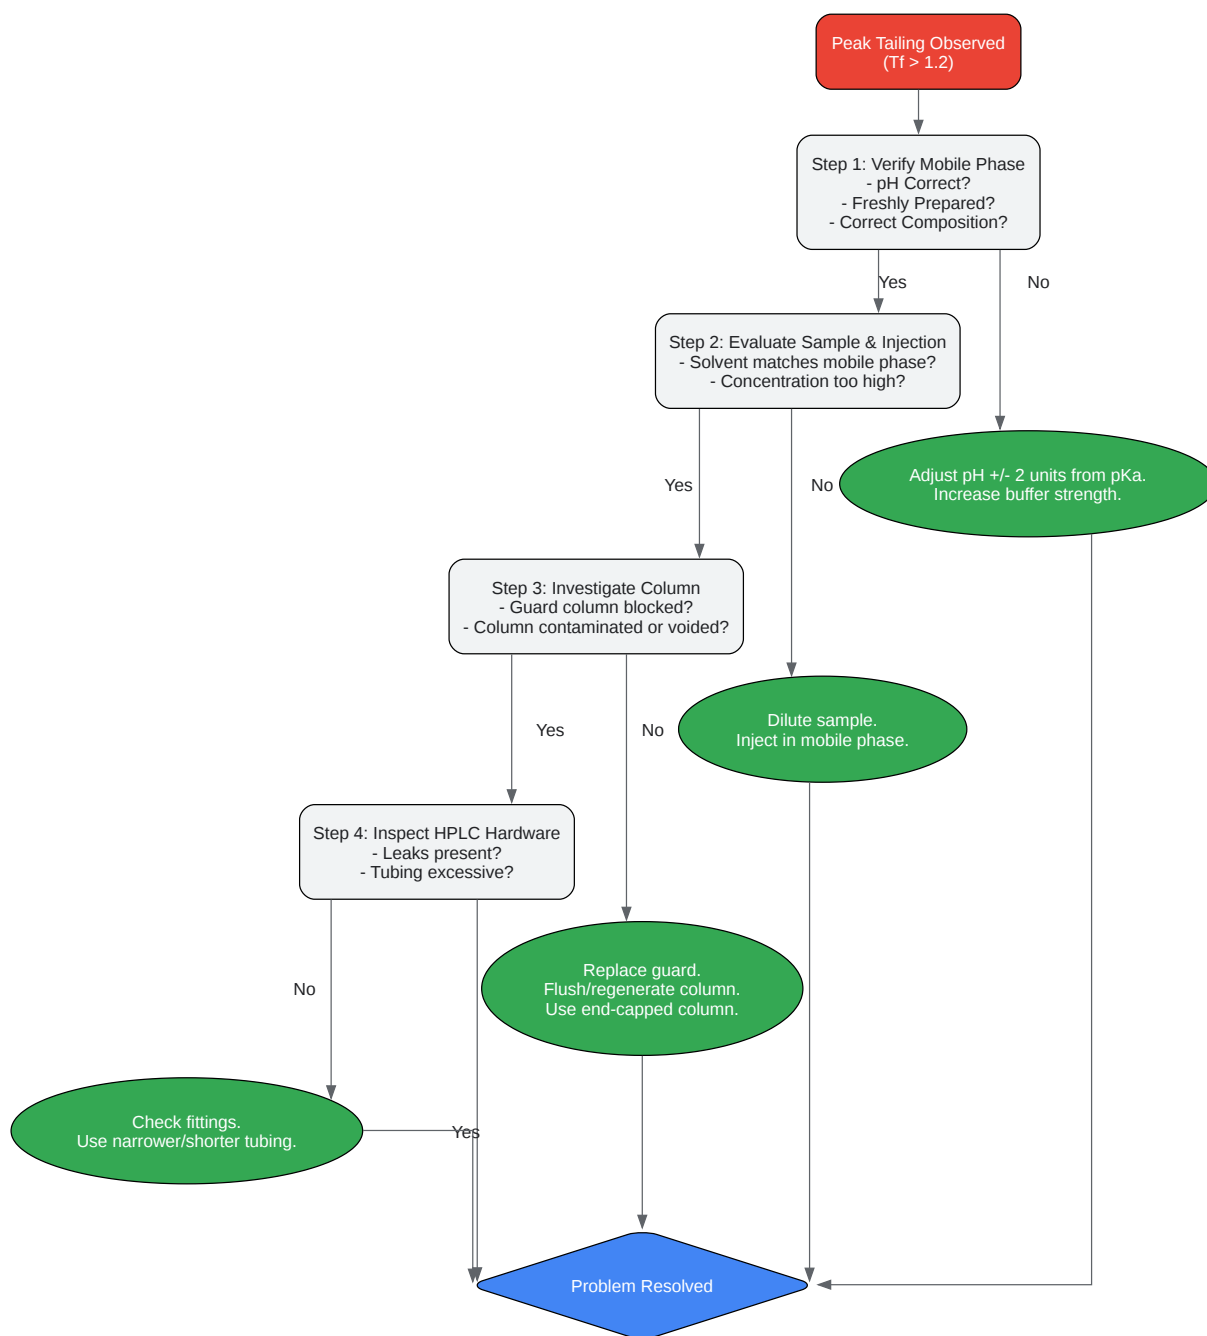 Peak Tailing Observed
(Tf > 1.2)
Step 1: Verify Mobile Phase
- pH Correct?
- Freshly Prepared?
- Correct Composition?
Yes
No
Step 2: Evaluate Sample & Injection
- Solvent matches mobile phase?
- Concentration too high?
Yes
No
Adjust pH +/- 2 units from pKa.
Increase buffer strength.
Step 3: Investigate Column
- Guard column blocked?
- Column contaminated or voided?
Yes
No
Dilute sample.
Inject in mobile phase.
Step 4: Inspect HPLC Hardware
- Leaks present?
- Tubing excessive?
No
Replace guard.
Flush/regenerate column.
Use end-capped column.
Check fittings.
Use narrower/shorter tubing.
Yes
Problem Resolved